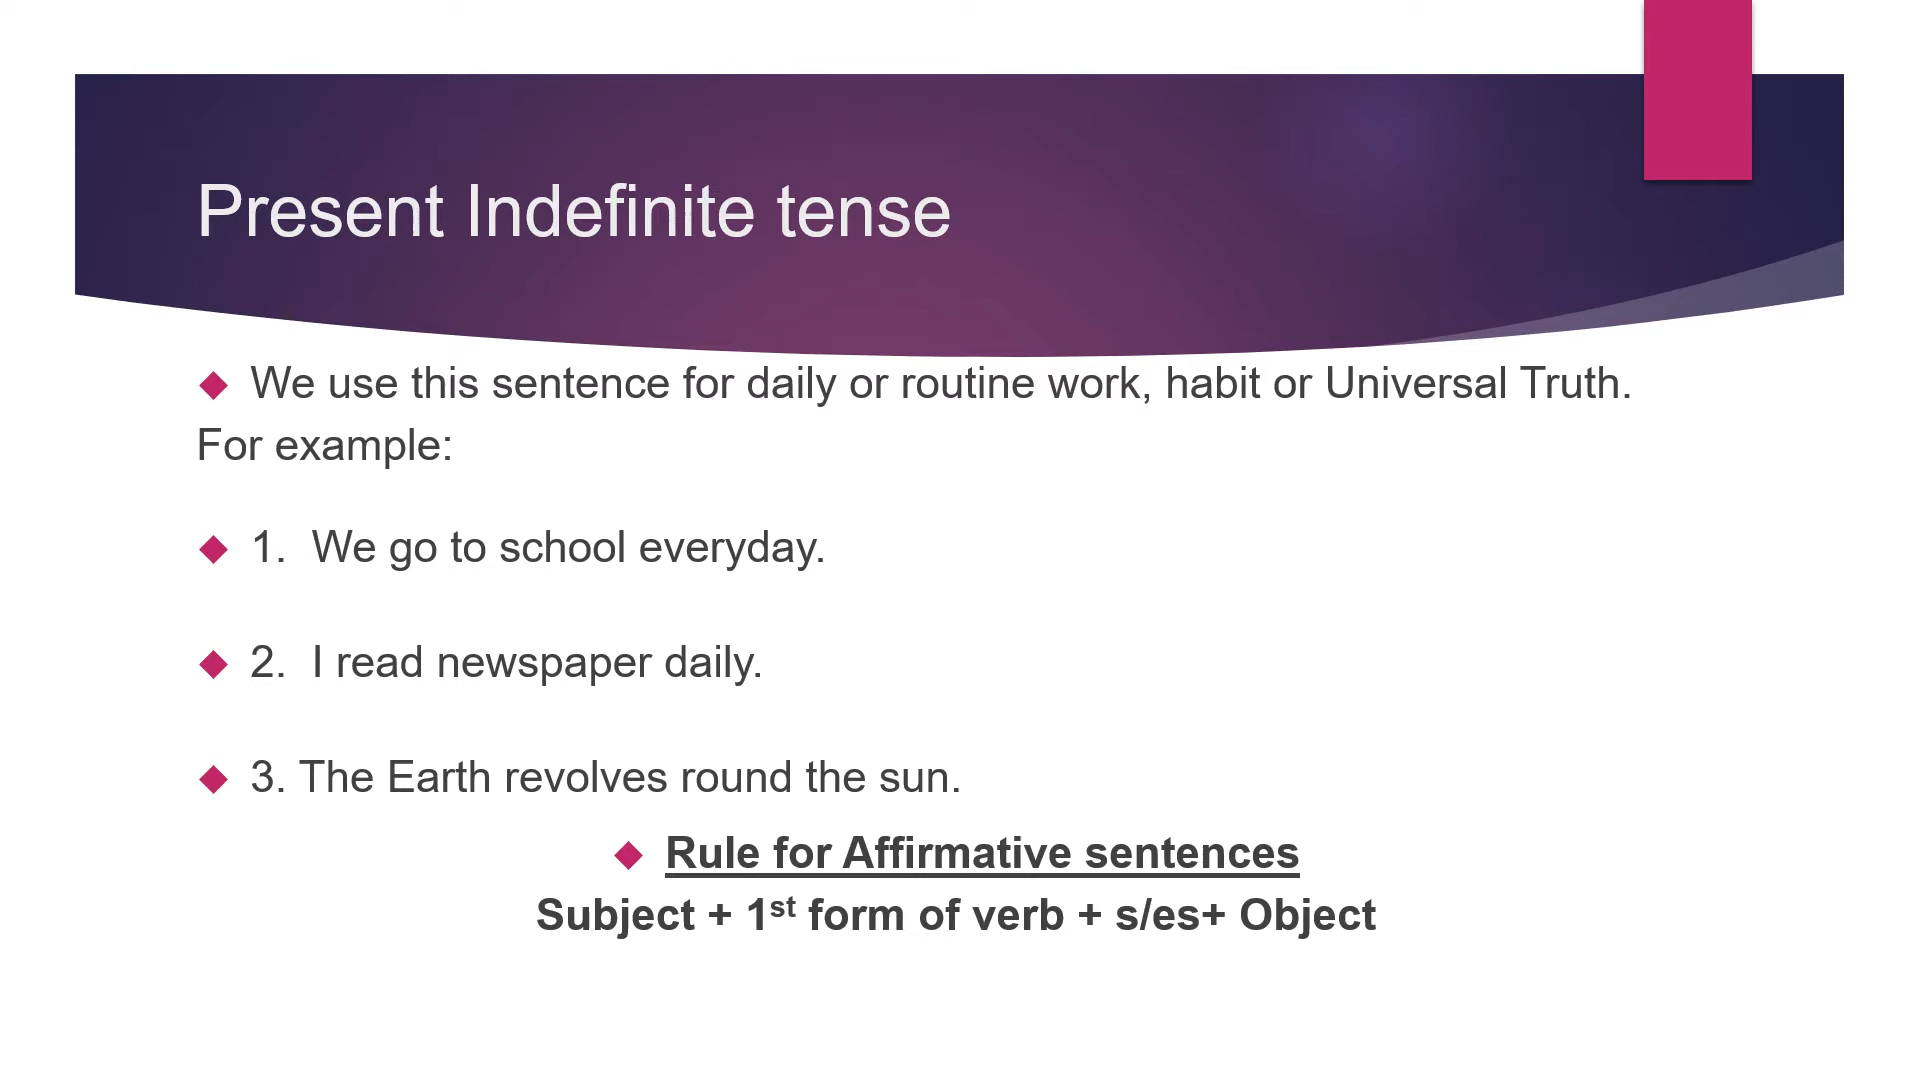 Present Indefinite tense
We use this sentence for daily or routine work, habit or Universal Truth.
For example:
1. We go to school everyday.
2. I read newspaper daily.
3. The Earth revolves round the sun.
Rule for Affirmative sentences
Subject + 1st form of verb + s/es+ Object